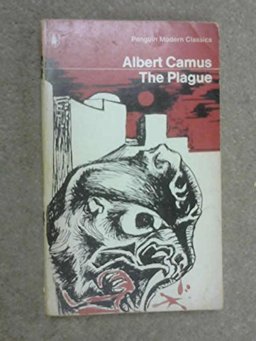 Penguin Modern Classics
Albert Camus
The Plague